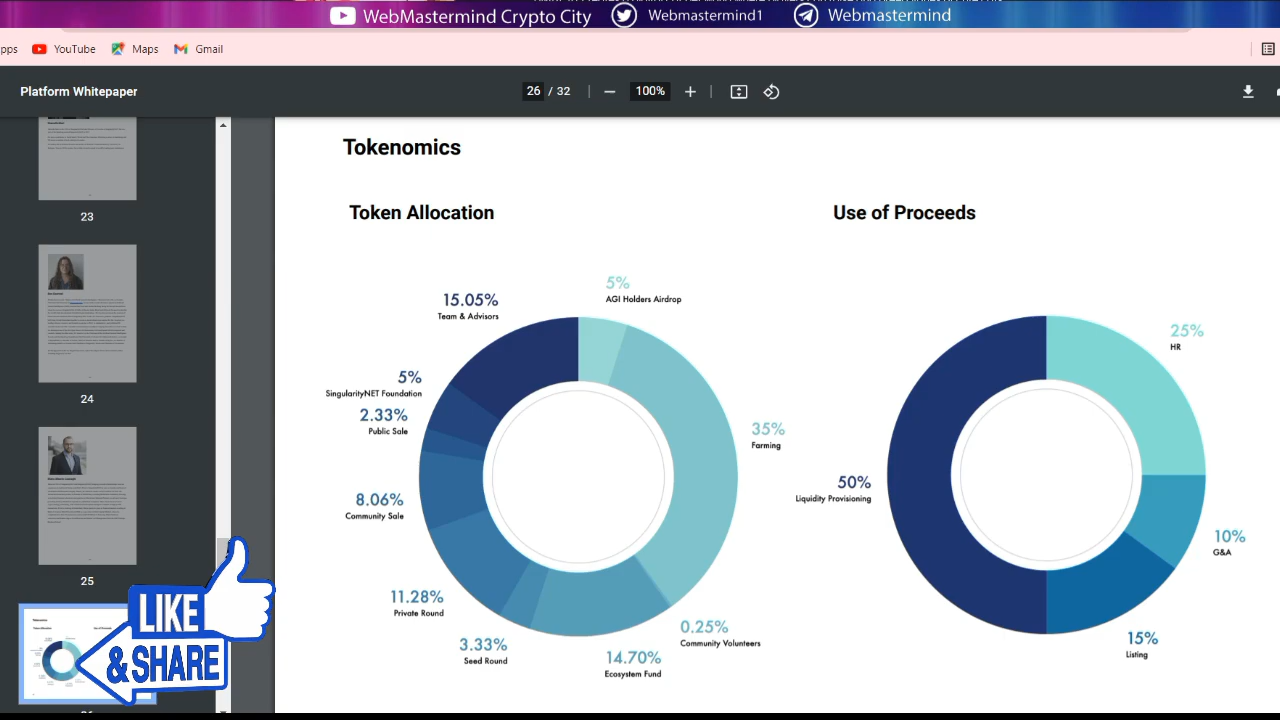 WebMastermind Crypto City Webmastermind1 Webmastermind
pps YouTube Maps Gmail
Platform Whitepaper 26 / 32 100%
23
24
25
LIKE
& SHARE
Tokenomics
Token Allocation
5%
AGI Holders Airdrop
15.05%
Team & Advisors
5%
SingularityNET Foundation
2.33%
Public Sale
35%
Farming
8.06%
Community Sale
11.28%
Private Round
3.33%
Seed Round
14.70%
Ecosystem Fund
0.25%
Community Volunteers
Use of Proceeds
25%
HR
50%
Liquidity Provisioning
10%
G&A
15%
Listing